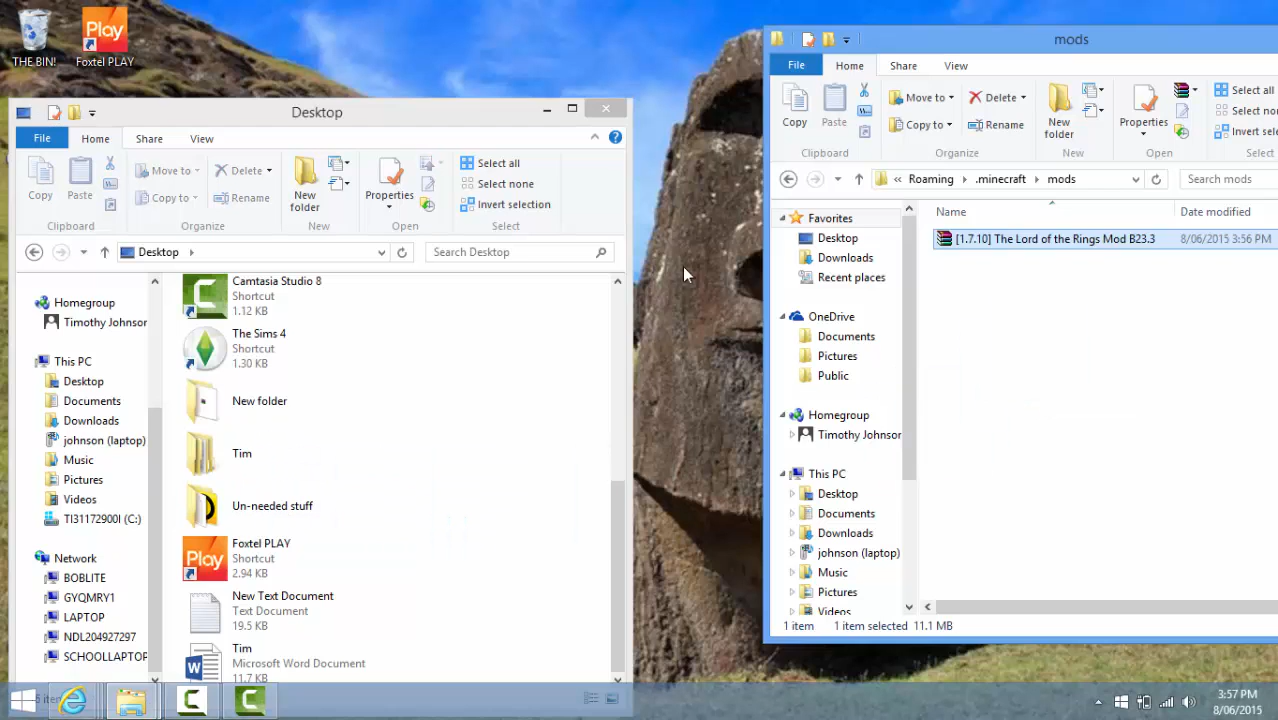 THE BIN!
Play
Foxtel PLAY
Desktop
File Home Share View
Copy
Paste
Move to
Copy to
Delete
Rename
New
folder
Properties
Select all
Select none
Invert selection
Clipboard Organize New Open Select
Desktop
Search Desktop
Homegroup
Timothy Johnson
This PC
Desktop
Documents
Downloads
johnson (laptop)
Music
Pictures
Videos
TI31172900I (C:)
Network
BOBLITE
GYQMRY1
LAPTOP
NDL204927297
SCHOOLLAPTOP
Camtasia Studio 8
Shortcut
1.12 KB
The Sims 4
Shortcut
1.30 KB
New folder
Tim
Un-needed stuff
Play
Foxtel PLAY
Shortcut
2.94 KB
New Text Document
Text Document
19.5 KB
Tim
Microsoft Word Document
11.7 KB
mods
File Home Share View
Copy
Paste
Move to
Copy to
Delete
Rename
New
folder
Properties
Select all
Select no
Invert sele
Clipboard Organize New Open Select
« Roaming .minecraft mods
Search mods
Favorites
Desktop
Downloads
Recent places
OneDrive
Documents
Pictures
Public
Homegroup
Timothy Johnson
This PC
Desktop
Documents
Downloads
johnson (laptop)
Music
Pictures
Videos
Name Date modified
[1.7.10] The Lord of the Rings Mod B23.3 8/06/2015 3:56 PM
1 item 1 item selected 11.1 MB
3:57 PM
8/06/2015